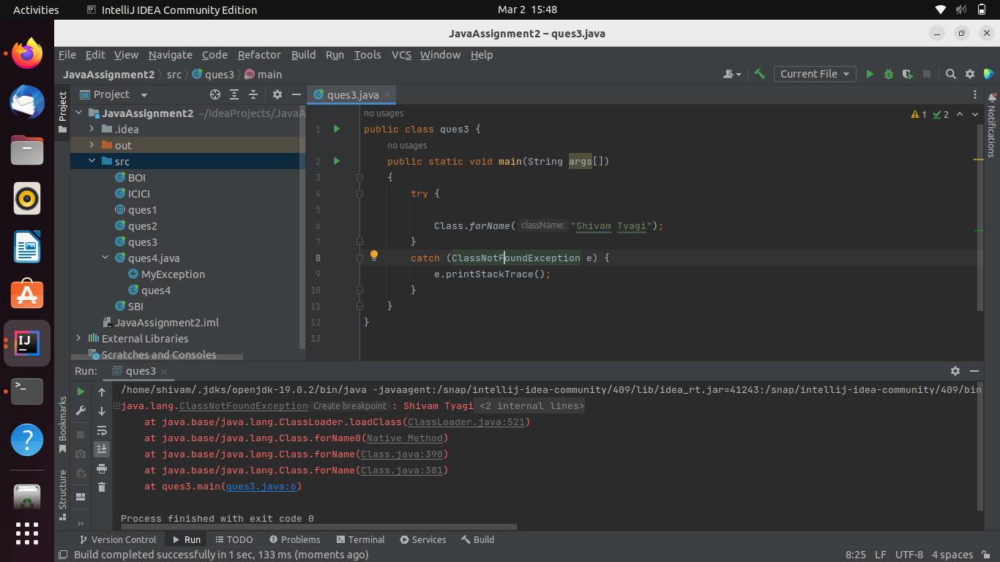 Activities IntelliJ IDEA Community Edition Mar 2 15:48
JavaAssignment2 – ques3.java
File Edit View Navigate Code Refactor Build Run Tools VCS Window Help
JavaAssignment2 src ques3 main Current File
Project
Project
JavaAssignment2 ~/IdeaProjects/JavaA
.idea
out
src
BOI
ICICI
ques1
ques2
ques3
ques4.java
MyException
ques4
SBI
JavaAssignment2.iml
External Libraries
Scratches and Consoles
ques3.java
1 2
Notifications
no usages
1 public class ques3 {
no usages
2 public static void main(String args[])
3 {
4 try {
5
6 Class.forName( className: "Shivam Tyagi");
7 }
8 catch (ClassNotFoundException e) {
9 e.printStackTrace();
10 }
11 }
12 }
13
Run: ques3
/home/shivam/.jdks/openjdk-19.0.2/bin/java -javaagent:/snap/intellij-idea-community/409/lib/idea_rt.jar=41243:/snap/intellij-idea-community/409/bin
java.lang.ClassNotFoundException Create breakpoint : Shivam Tyagi <2 internal lines>
at java.base/java.lang.ClassLoader.loadClass(ClassLoader.java:521)
at java.base/java.lang.Class.forName0(Native Method)
at java.base/java.lang.Class.forName(Class.java:390)
at java.base/java.lang.Class.forName(Class.java:381)
at ques3.main(ques3.java:6)
Process finished with exit code 0
Bookmarks
Structure
Version Control Run TODO Problems Terminal Services Build
Build completed successfully in 1 sec, 133 ms (moments ago) 8:25 LF UTF-8 4 spaces